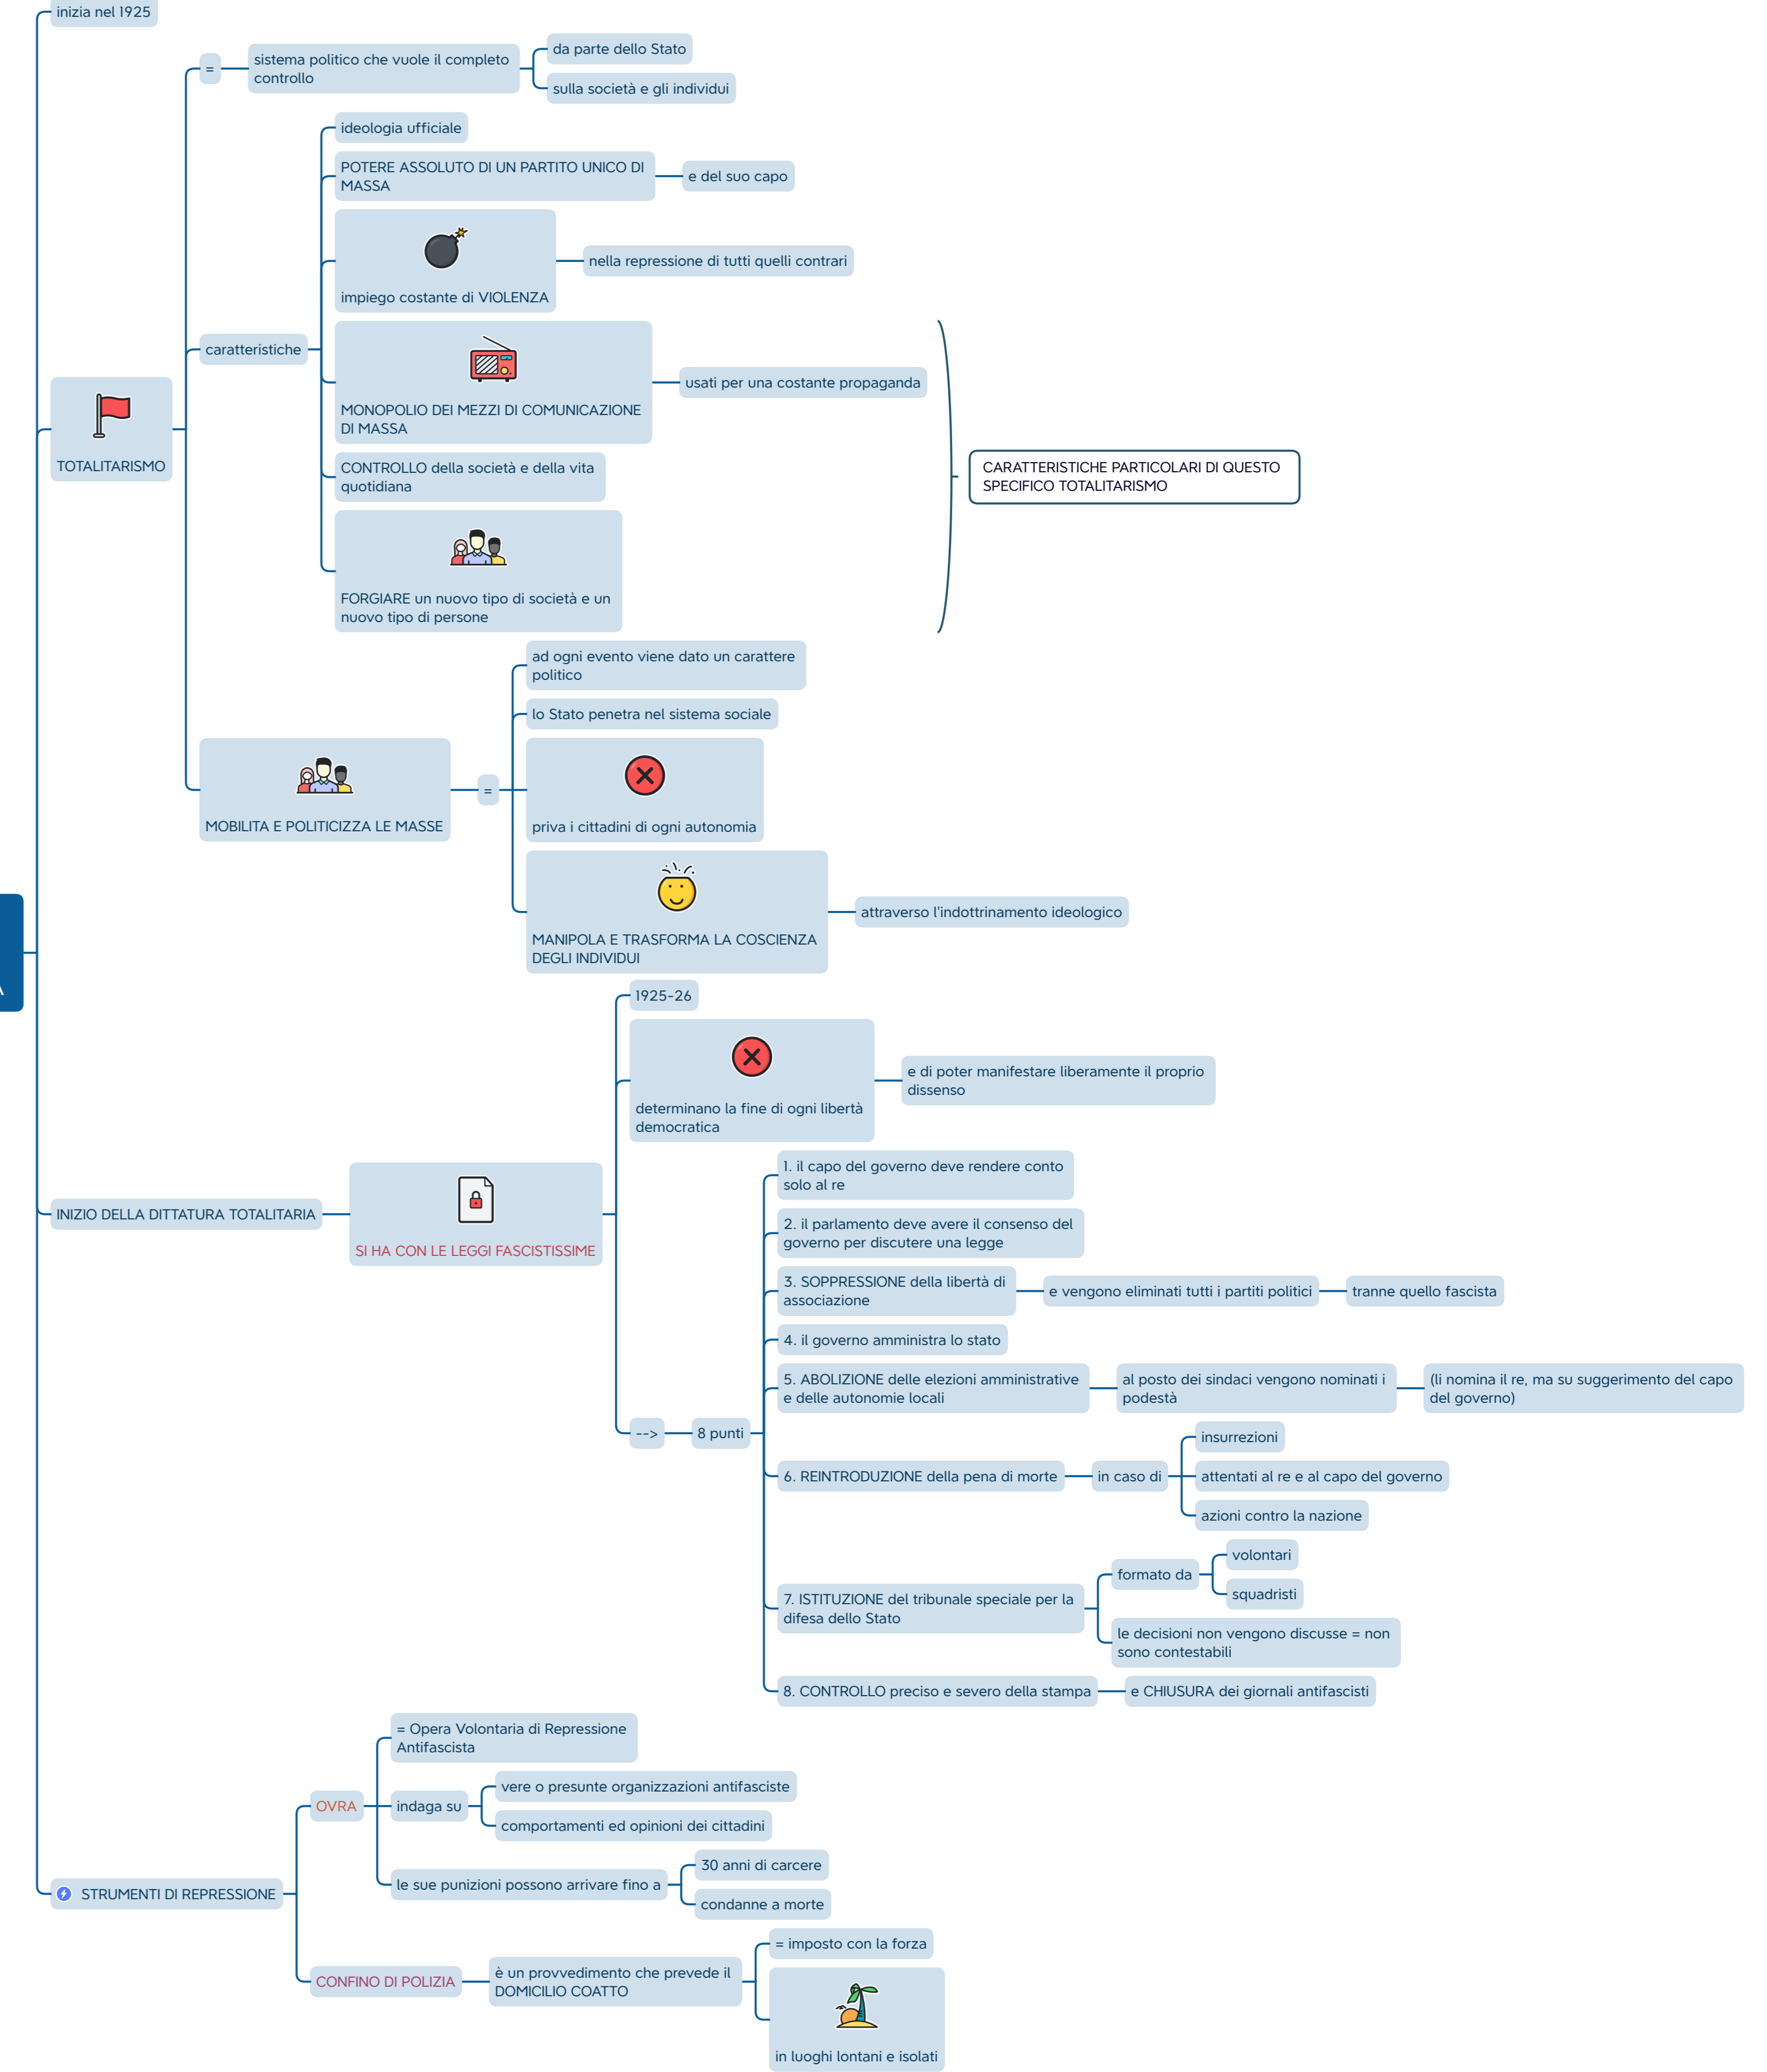 inizia nel 1925
=
sistema politico che vuole il completo
controllo
da parte dello Stato
sulla società e gli individui
ideologia ufficiale
POTERE ASSOLUTO DI UN PARTITO UNICO DI
MASSA
e del suo capo
impiego costante di VIOLENZA
nella repressione di tutti quelli contrari
caratteristiche
MONOPOLIO DEI MEZZI DI COMUNICAZIONE
DI MASSA
usati per una costante propaganda
TOTALITARISMO
CONTROLLO della società e della vita
quotidiana
CARATTERISTICHE PARTICOLARI DI QUESTO
SPECIFICO TOTALITARISMO
FORGIARE un nuovo tipo di società e un
nuovo tipo di persone
MOBILITA E POLITICIZZA LE MASSE
=
ad ogni evento viene dato un carattere
politico
lo Stato penetra nel sistema sociale
priva i cittadini di ogni autonomia
MANIPOLA E TRASFORMA LA COSCIENZA
DEGLI INDIVIDUI
attraverso l'indottrinamento ideologico
A
INIZIO DELLA DITTATURA TOTALITARIA
SI HA CON LE LEGGI FASCISTISSIME
1925-26
determinano la fine di ogni libertà
democratica
e di poter manifestare liberamente il proprio
dissenso
-->
8 punti
1. il capo del governo deve rendere conto
solo al re
2. il parlamento deve avere il consenso del
governo per discutere una legge
3. SOPPRESSIONE della libertà di
associazione
e vengono eliminati tutti i partiti politici
tranne quello fascista
4. il governo amministra lo stato
5. ABOLIZIONE delle elezioni amministrative
e delle autonomie locali
al posto dei sindaci vengono nominati i
podestà
(li nomina il re, ma su suggerimento del capo
del governo)
6. REINTRODUZIONE della pena di morte
in caso di
insurrezioni
attentati al re e al capo del governo
azioni contro la nazione
7. ISTITUZIONE del tribunale speciale per la
difesa dello Stato
formato da
volontari
squadristi
le decisioni non vengono discusse = non
sono contestabili
8. CONTROLLO preciso e severo della stampa
e CHIUSURA dei giornali antifascisti
STRUMENTI DI REPRESSIONE
OVRA
= Opera Volontaria di Repressione
Antifascista
indaga su
vere o presunte organizzazioni antifasciste
comportamenti ed opinioni dei cittadini
le sue punizioni possono arrivare fino a
30 anni di carcere
condanne a morte
CONFINO DI POLIZIA
è un provvedimento che prevede il
DOMICILIO COATTO
= imposto con la forza
in luoghi lontani e isolati